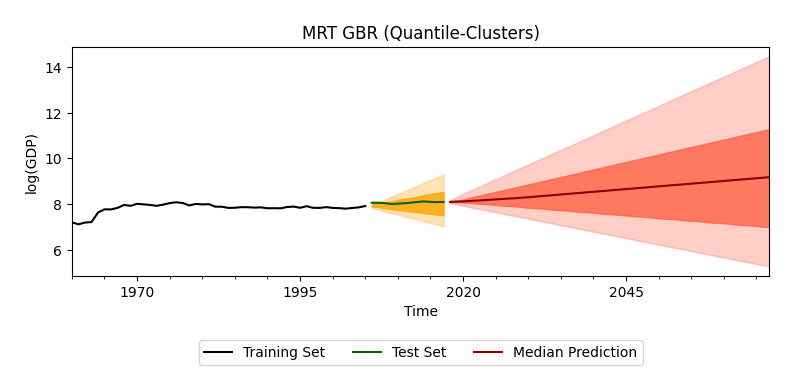 MRT GBR (Quantile-Clusters)
log(GDP)
14
12
10
8
6
1970 1995 2020 2045
Time
Training Set Test Set Median Prediction